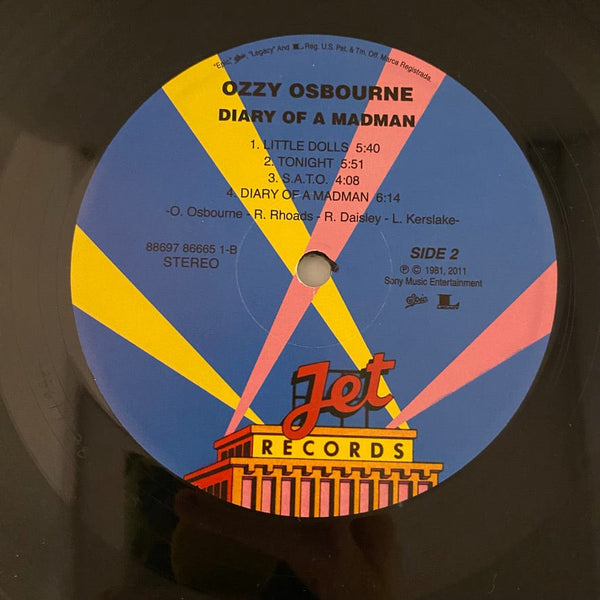 "Epic", Epic, "Legacy" And L Reg. U.S. Pat. & Tm. Off. Marca Registrada.
OZZY OSBOURNE
DIARY OF A MADMAN
1. LITTLE DOLLS 5:40
2. TONIGHT 5:51
3. S.A.T.O. 4:08
4. DIARY OF A MADMAN 6:14
-O. Osbourne - R. Rhoads - R. Daisley - L. Kerslake-
88697 86665 1-B
STEREO
SIDE 2
℗ © 1981, 2011
Sony Music Entertainment
Epic L
Jet
RECORDS